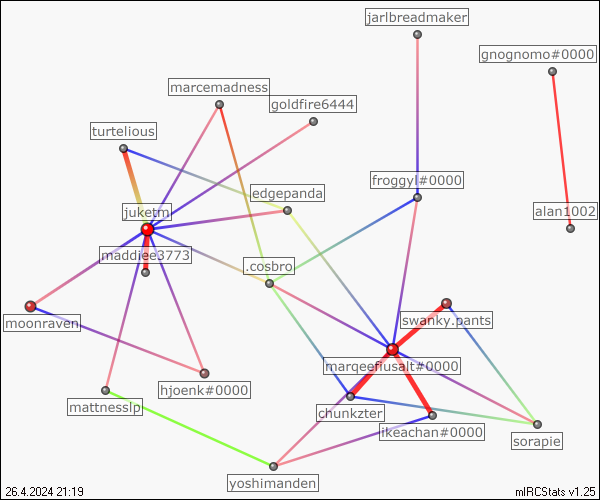 jarlbreadmaker
gnognomo#0000
marcemadness
goldfire6444
turtelious
froggyl#0000
edgepanda
juketm
alan1002
maddiee3773
.cosbro
swanky.pants
moonraven
marqeefiusalt#0000
hjoenk#0000
mattnesslp
chunkzter
ikeachan#0000
sorapie
yoshimanden
26.4.2024 21:19
mIRCStats v1.25